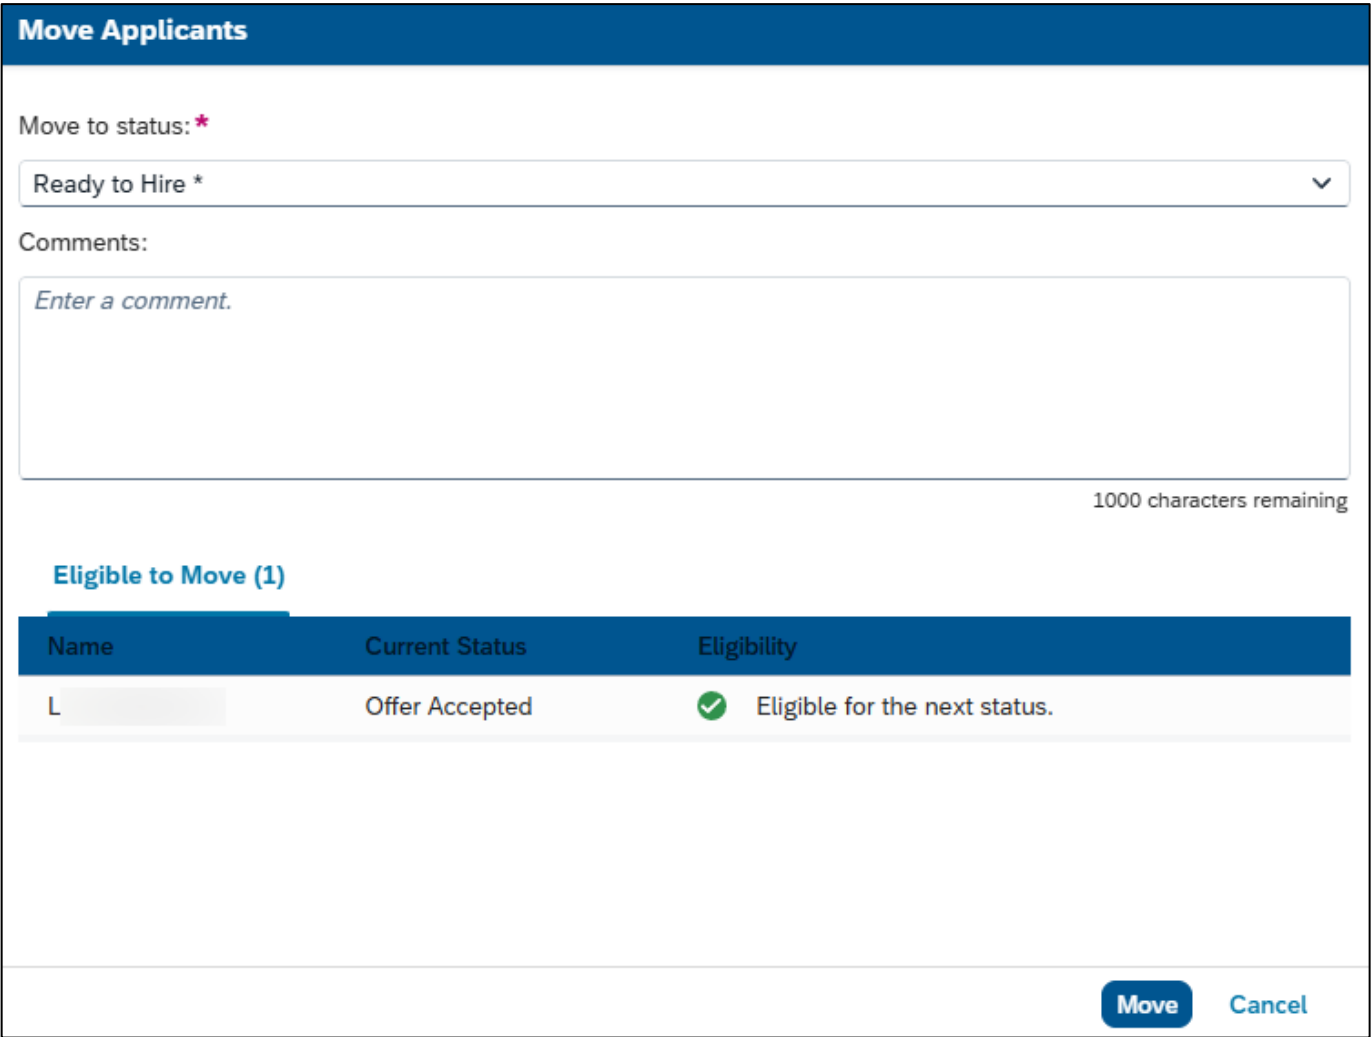 Move Applicants
Move to status: *
Ready to Hire *
Comments:
Enter a comment.
1000 characters remaining
Eligible to Move (1)
Name Current Status Eligibility
L Offer Accepted Eligible for the next status.
Move Cancel